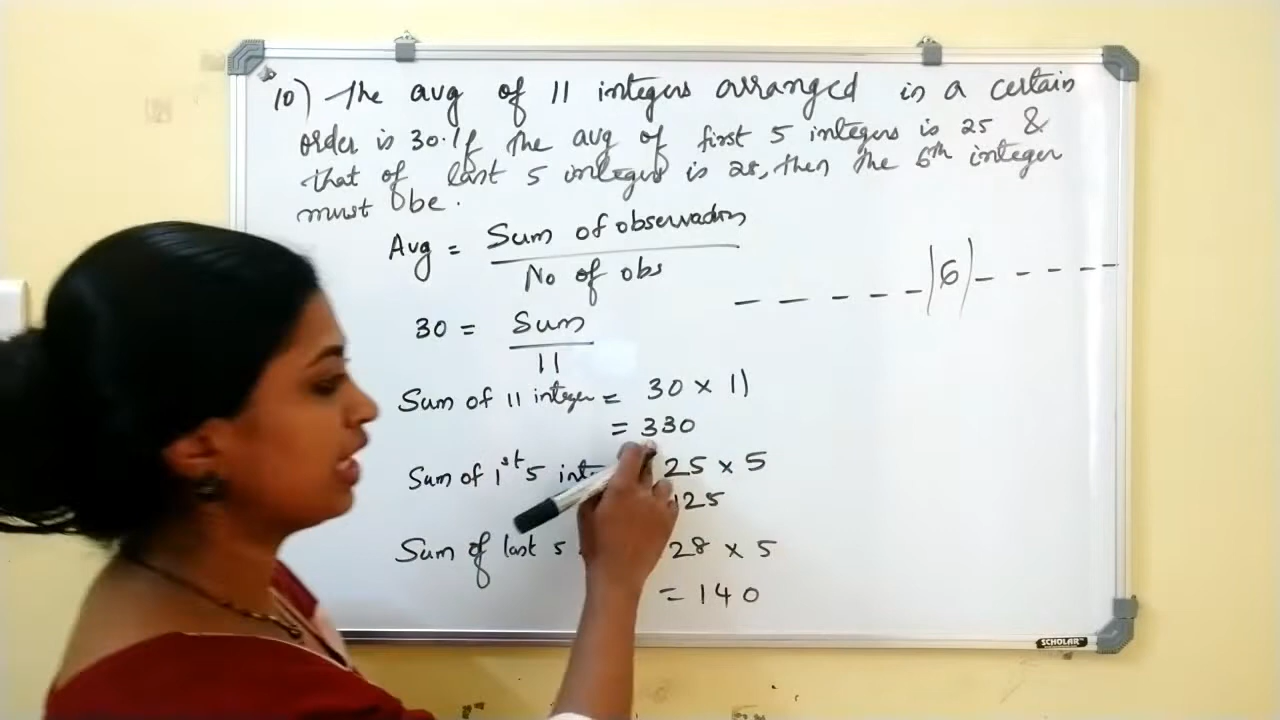 10) The avg of 11 integers arranged in a certain
order is 30. If the avg of first 5 integers is 25 &
that of last 5 integers is 28, then the 6th integer
must be.
Avg = Sum of observations
No of obs
– – – – – |6| – – – – –
30 = Sum
11
Sum of 11 integer = 30 × 11
= 330
Sum of 1st 5 int 25 × 5
125
Sum of last 5 28 × 5
= 140
SCHOLAR